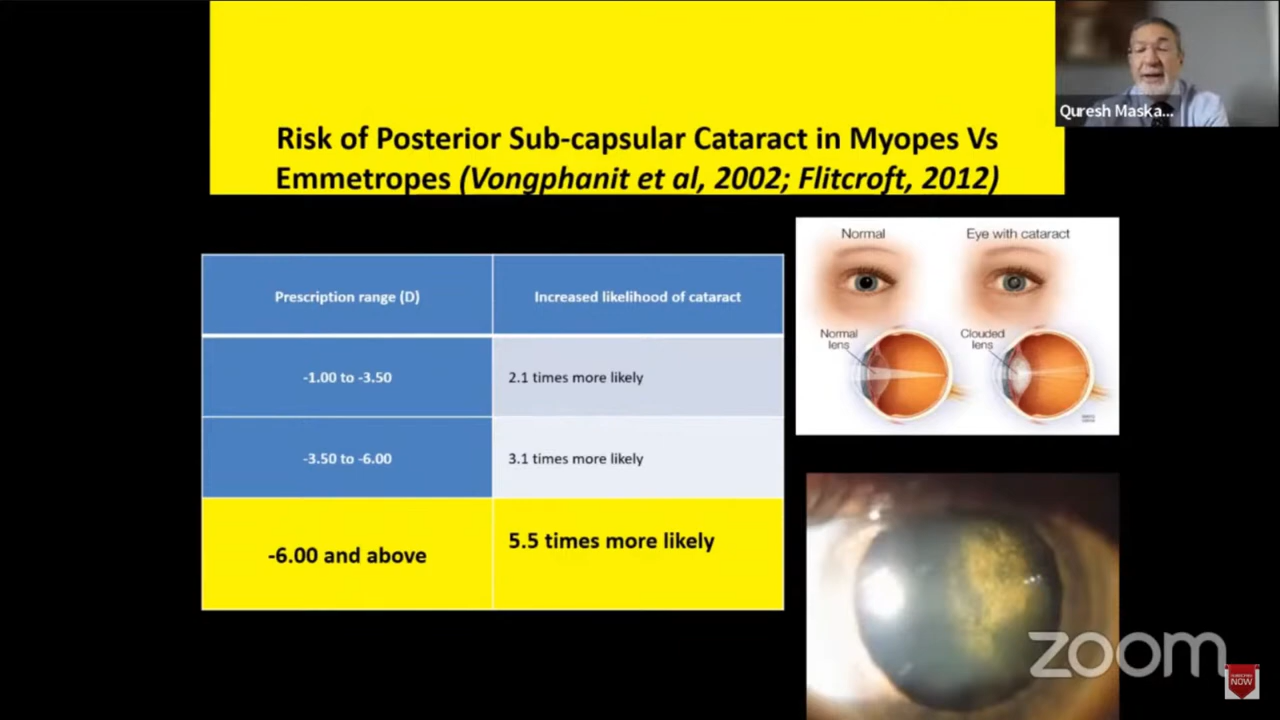 Risk of Posterior Sub-capsular Cataract in Myopes Vs
Emmetropes (Vongphanit et al, 2002; Flitcroft, 2012)
Quresh Maska...
Prescription range (D)
Increased likelihood of cataract
-1.00 to -3.50
2.1 times more likely
-3.50 to -6.00
3.1 times more likely
-6.00 and above
5.5 times more likely
Normal
Eye with cataract
Normal
lens
Clouded
lens
zoom
SUBSCRIBE
NOW